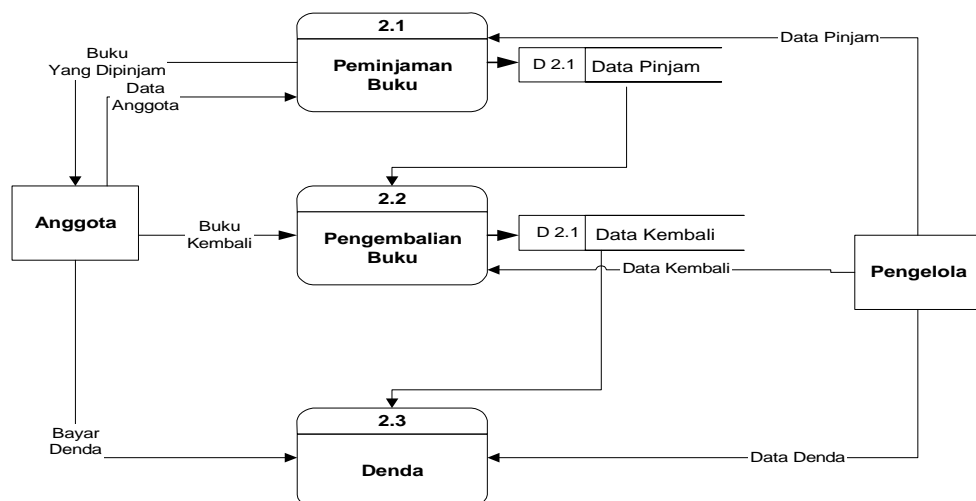 2.1
Peminjaman
Buku
Data Pinjam
Buku
Yang Dipinjam
Data
Anggota
D 2.1 Data Pinjam
Anggota
2.2
Pengembalian
Buku
Buku
Kembali
D 2.1 Data Kembali
Data Kembali
Pengelola
2.3
Denda
Bayar
Denda
Data Denda